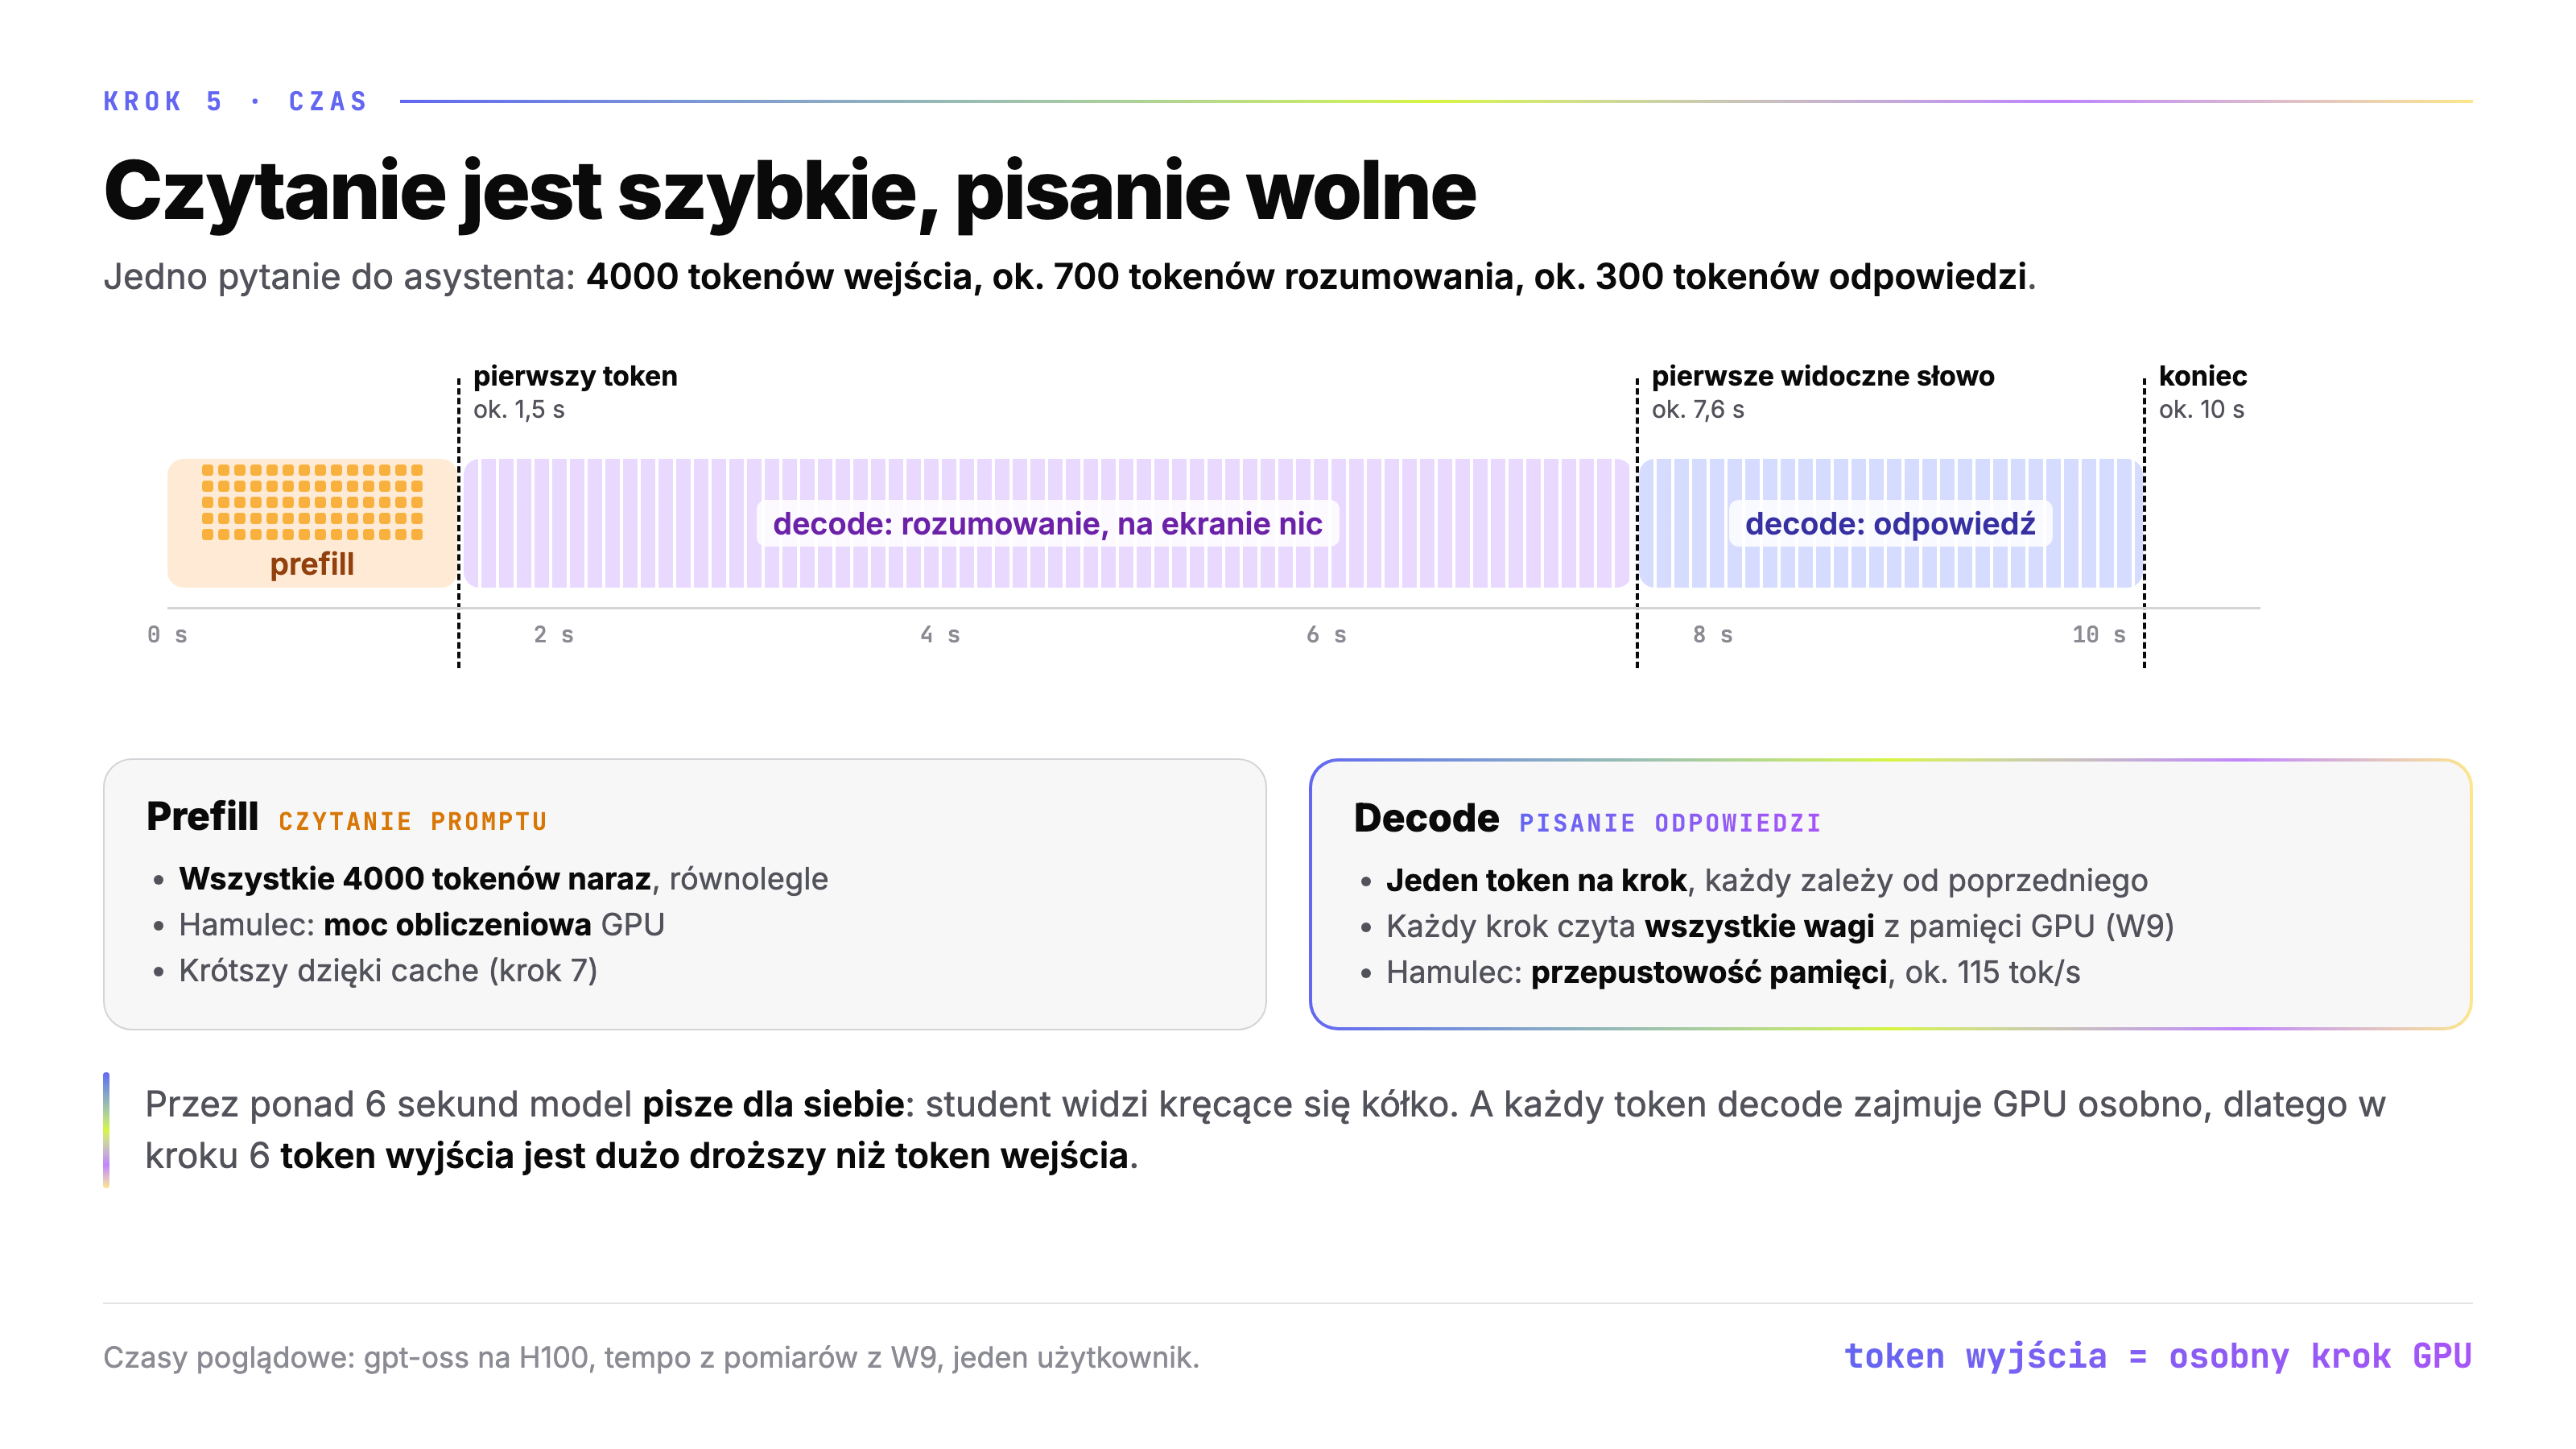 KROK 5 · CZAS
Czytanie jest szybkie, pisanie wolne
Jedno pytanie do asystenta: 4000 tokenów wejścia, ok. 700 tokenów rozumowania, ok. 300 tokenów odpowiedzi.
pierwszy token
ok. 1,5 s
pierwsze widoczne słowo
ok. 7,6 s
koniec
ok. 10 s
prefill
decode: rozumowanie, na ekranie nic
decode: odpowiedź
0 s
2 s
4 s
6 s
8 s
10 s
Prefill CZYTANIE PROMPTU
• Wszystkie 4000 tokenów naraz, równolegle
• Hamulec: moc obliczeniowa GPU
• Krótszy dzięki cache (krok 7)
Decode PISANIE ODPOWIEDZI
• Jeden token na krok, każdy zależy od poprzedniego
• Każdy krok czyta wszystkie wagi z pamięci GPU (W9)
• Hamulec: przepustowość pamięci, ok. 115 tok/s
Przez ponad 6 sekund model pisze dla siebie: student widzi kręcące się kółko. A każdy token decode zajmuje GPU osobno, dlatego w
kroku 6 token wyjścia jest dużo droższy niż token wejścia.
Czasy poglądowe: gpt-oss na H100, tempo z pomiarów z W9, jeden użytkownik.
token wyjścia = osobny krok GPU